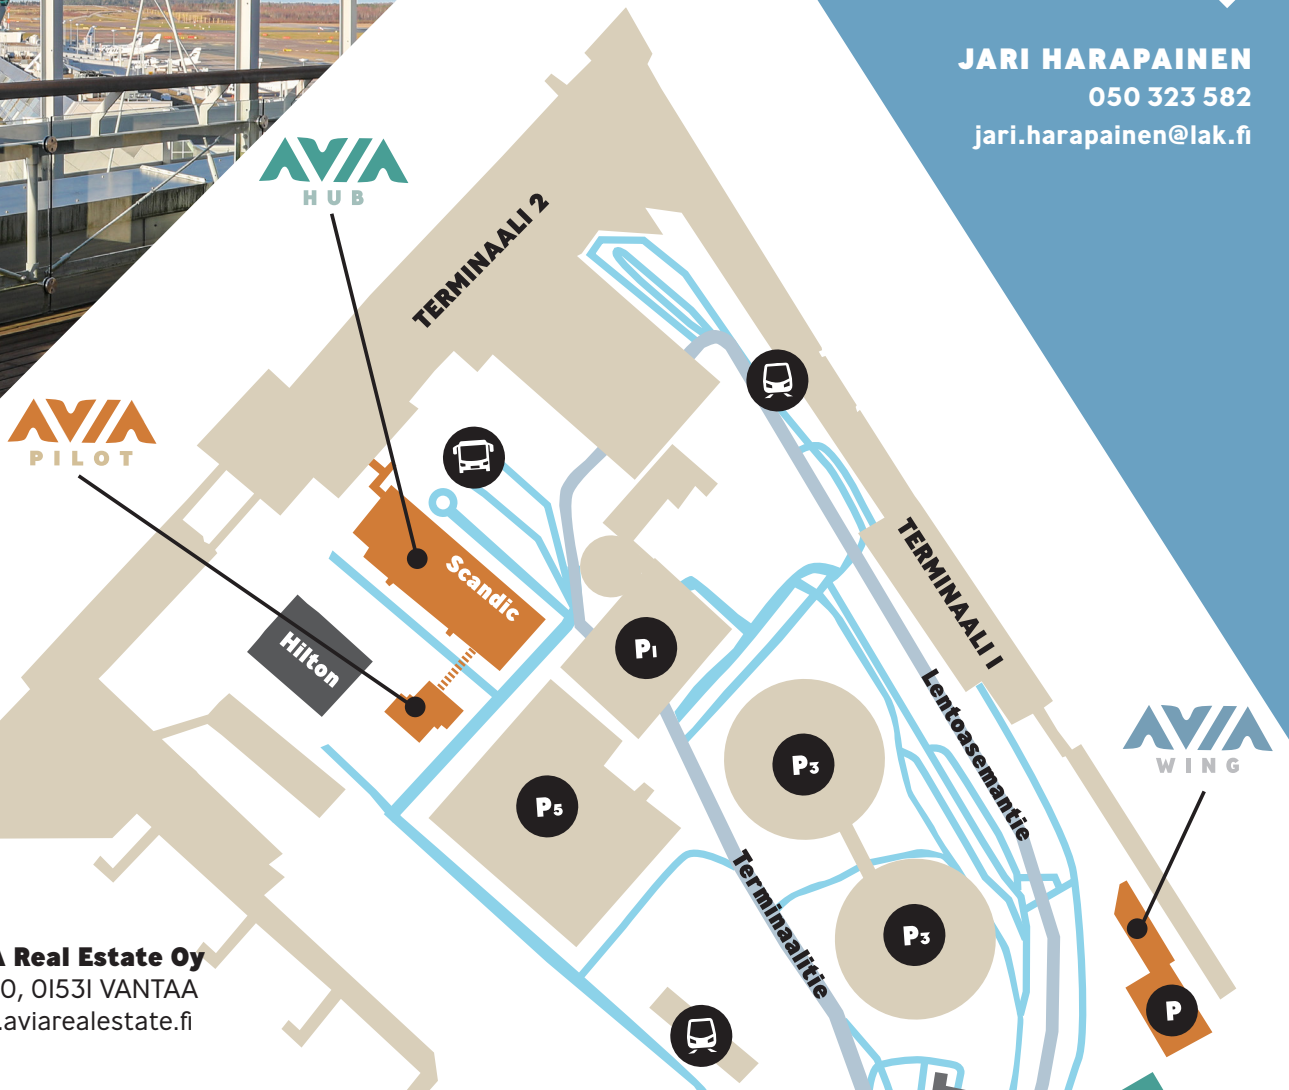 JARI HARAPAINEN
050 323 582
jari.harapainen@lak.fi
AVIA
HUB
TERMINAALI 2
AVIA
PILOT
Scandic
Hilton
P1
TERMINAALI 1
Lentoasemantie
P3
P5
AVIA
WING
Terminaalitie
P3
P
Real Estate Oy
0, 01531 VANTAA
.aviarealestate.fi